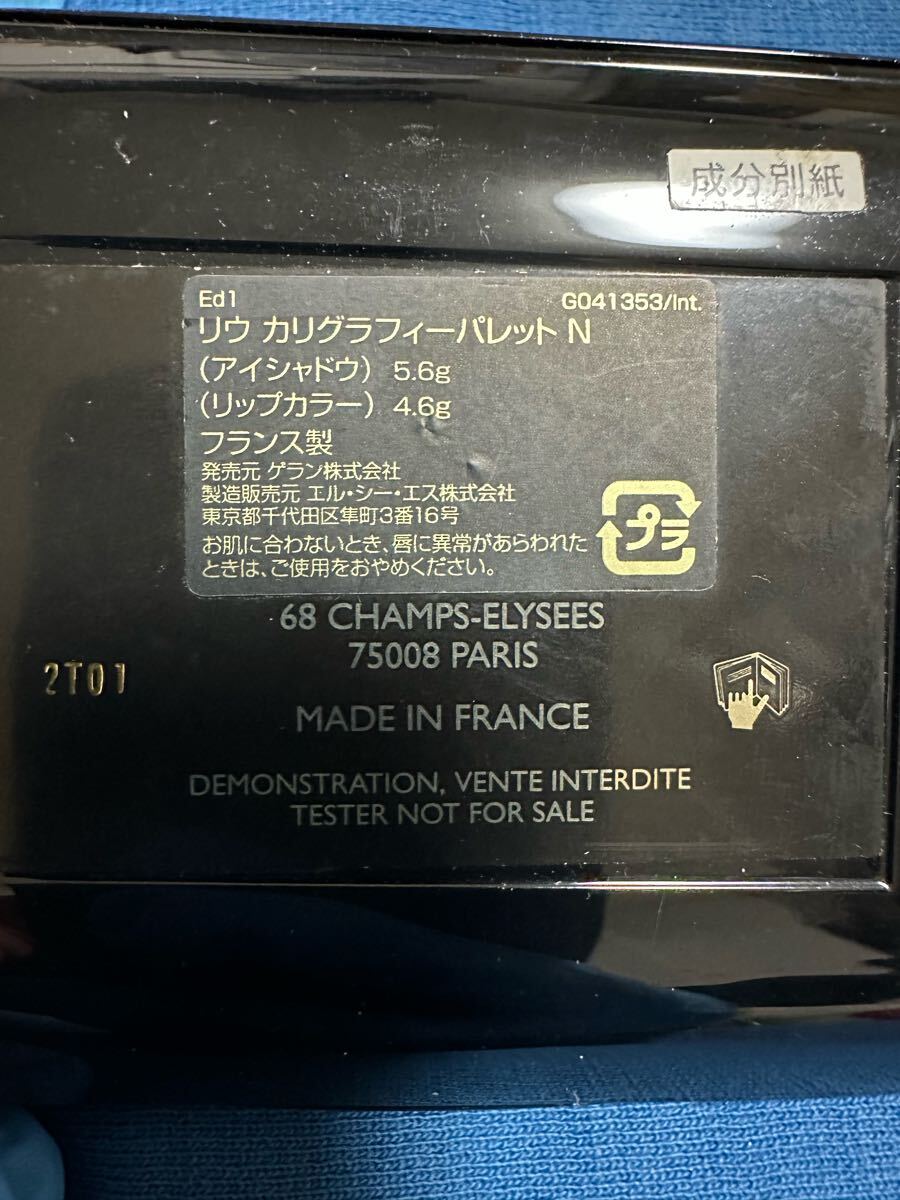 成分別紙
Ed1 G041353/Int.
リウ カリグラフィーパレット N
(アイシャドウ) 5.6g
(リップカラー) 4.6g
フランス製
発売元 ゲラン株式会社
製造販売元 エル・シー・エス株式会社
東京都千代田区隼町3番16号
お肌に合わないとき、唇に異常があらわれた
ときは、ご使用をおやめください。
プラ
68 CHAMPS-ELYSEES
75008 PARIS
2T01
MADE IN FRANCE
DEMONSTRATION, VENTE INTERDITE
TESTER NOT FOR SALE